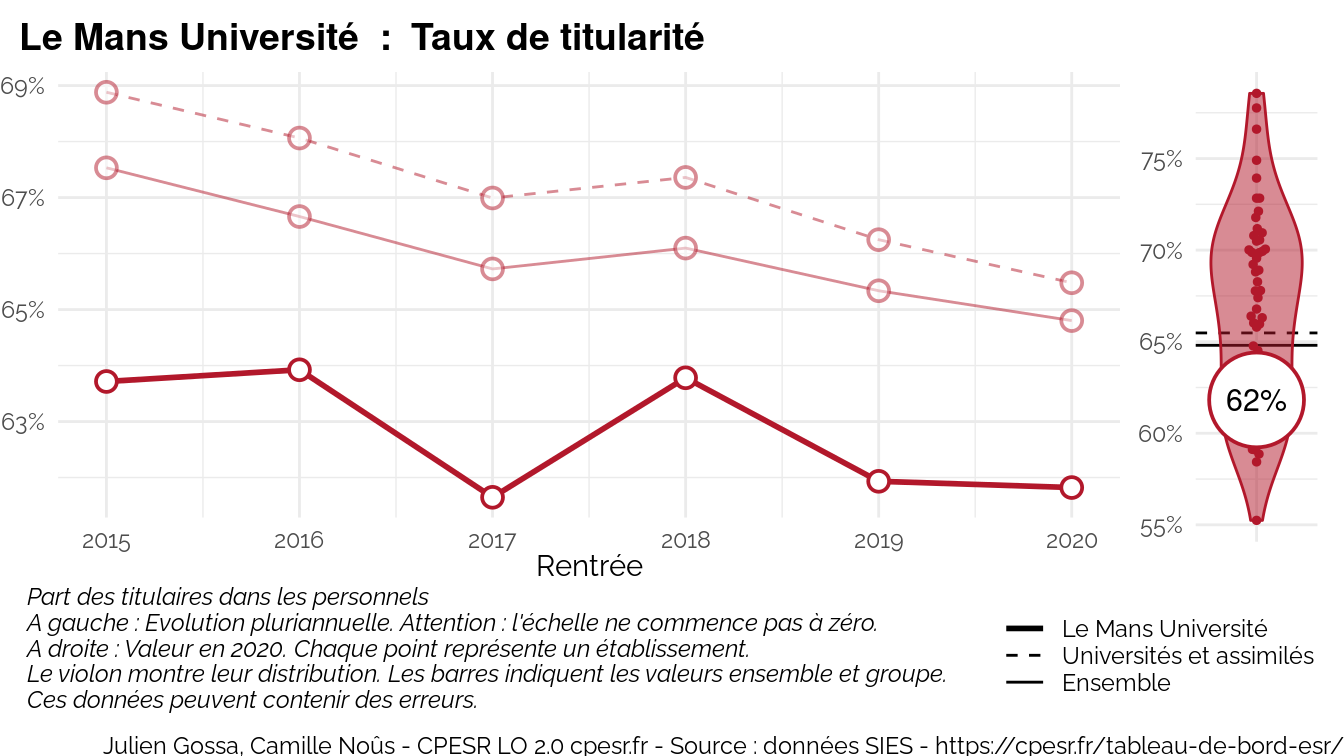 Le Mans Université : Taux de titularité
69%
67%
65%
63%
2015 2016 2017 2018 2019 2020
Rentrée
75%
70%
65%
60%
55%
62%
Part des titulaires dans les personnels
A gauche : Evolution pluriannuelle. Attention : l'échelle ne commence pas à zéro.
A droite : Valeur en 2020. Chaque point représente un établissement.
Le violon montre leur distribution. Les barres indiquent les valeurs ensemble et groupe.
Ces données peuvent contenir des erreurs.
Le Mans Université
Universités et assimilés
Ensemble
Julien Gossa, Camille Noûs - CPESR LO 2.0 cpesr.fr - Source : données SIES - https://cpesr.fr/tableau-de-bord-esr/